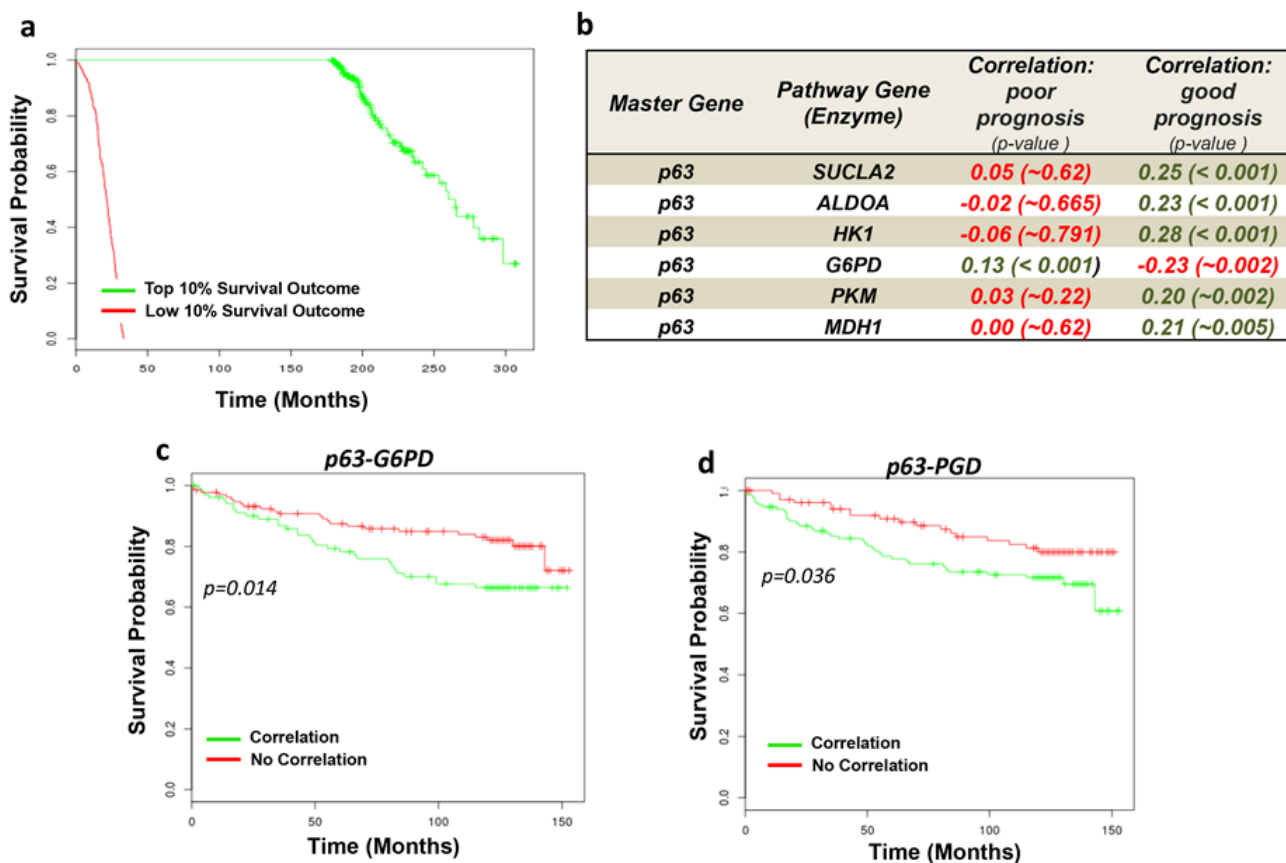 a
Survival Probability
1.0
0.8
0.6
0.4
0.2
0.0
Top 10% Survival Outcome
Low 10% Survival Outcome
0 50 100 150 200 250 300
Time (Months)
b
Master Gene Pathway Gene (Enzyme) Correlation: poor prognosis (p-value ) Correlation: good prognosis (p-value )
p63 SUCLA2 0.05 (~0.62) 0.25 (< 0.001)
p63 ALDOA -0.02 (~0.665) 0.23 (< 0.001)
p63 HK1 -0.06 (~0.791) 0.28 (< 0.001)
p63 G6PD 0.13 (< 0.001) -0.23 (~0.002)
p63 PKM 0.03 (~0.22) 0.20 (~0.002)
p63 MDH1 0.00 (~0.62) 0.21 (~0.005)
c
p63-G6PD
Survival Probability
1.0
0.8
0.6
0.4
0.2
0.0
p=0.014
Correlation
No Correlation
0 50 100 150
Time (Months)
d
p63-PGD
Survival Probability
1.0
0.8
0.6
0.4
0.2
0.0
p=0.036
Correlation
No Correlation
0 50 100 150
Time (Months)